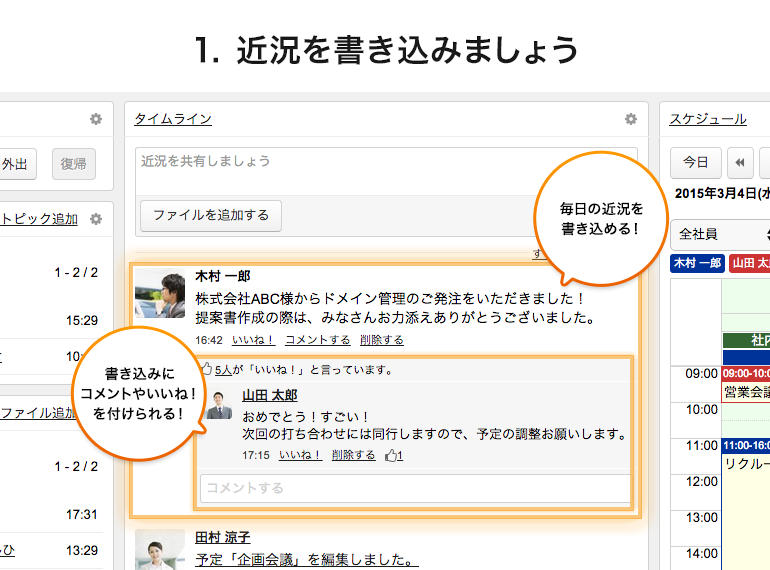 1. 近況を書き込みましょう
外出
復帰
トピック追加
1 - 2 / 2
15:29
ファイル追加
1 - 2 / 2
17:31
13:29
タイムライン
近況を共有しましょう
ファイルを追加する
毎日の近況を
書き込める!
木村 一郎
株式会社ABC様からドメイン管理のご発注をいただきました！
提案書作成の際は、みなさんお力添えありがとうございました。
16:42 いいね！ コメントする 削除する
書き込みに
コメントやいいね!
を付けられる!
5人が「いいね！」と言っています。
山田 太郎
おめでとう！すごい！
次回の打ち合わせには同行しますので、予定の調整お願いします。
17:15 いいね！ 削除する 1
コメントする
田村 涼子
予定「企画会議」を編集しました。
スケジュール
今日
2015年3月4日(水
全社員
木村 一郎 山田 太
社内
09:00 09:00-10:0
営業会議
10:00
11:00 11:00-16:0
リクルー
12:00
13:00
14:00